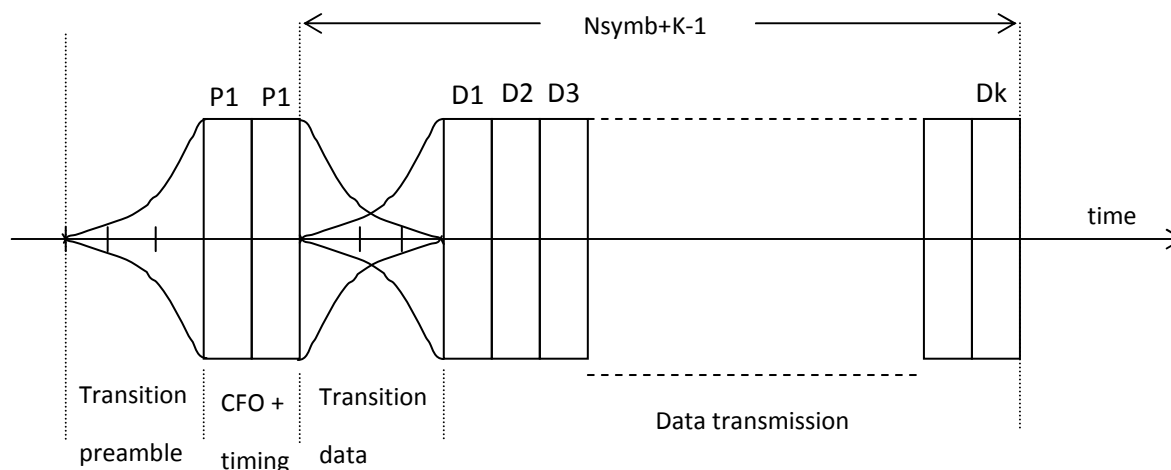 Nsymb+K-1
P1 P1 D1 D2 D3 Dk
time
Transition preamble
CFO + timing
Transition data
Data transmission